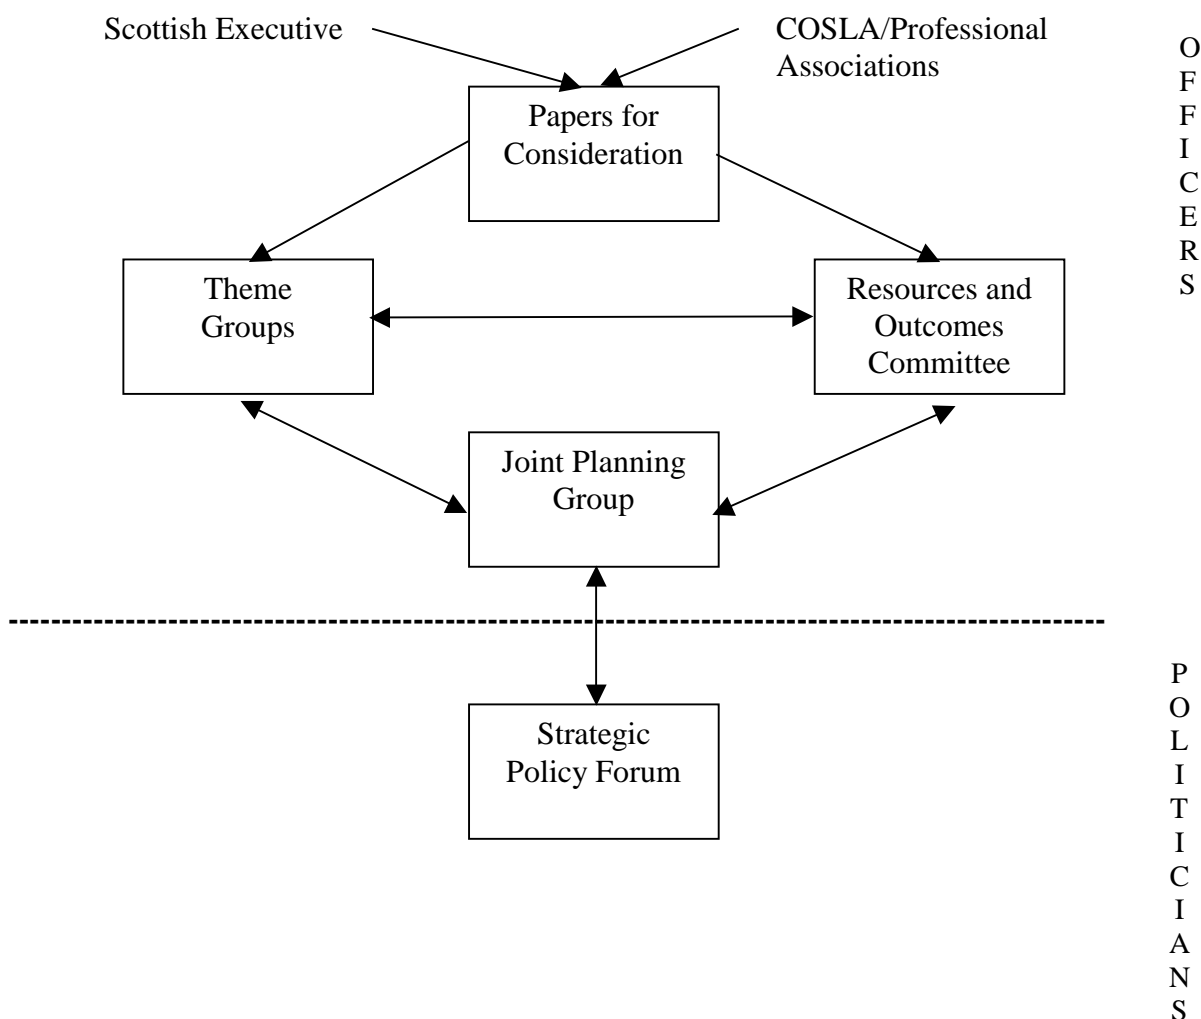 Scottish Executive
COSLA/Professional
Associations
Papers for
Consideration
Theme
Groups
Resources and
Outcomes
Committee
Joint Planning
Group
Strategic
Policy Forum
O
F
F
I
C
E
R
S
P
O
L
I
T
I
C
I
A
N
S